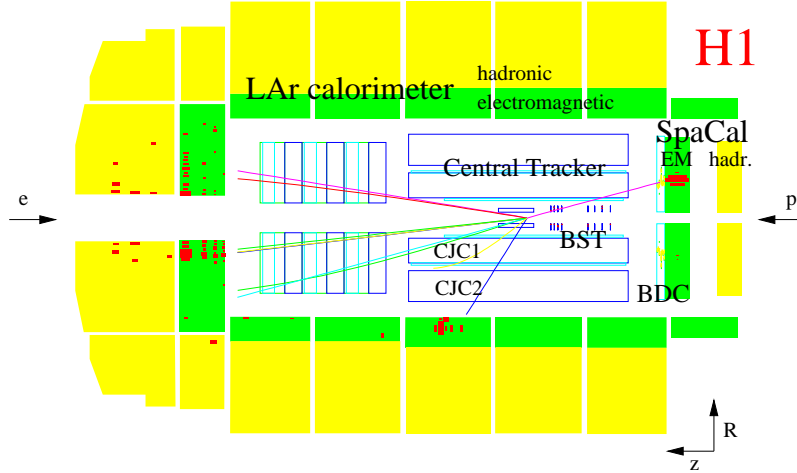 H1
LAr calorimeter
hadronic
electromagnetic
SpaCal
EM hadr.
Central Tracker
e
p
BST
CJC1
CJC2
BDC
R
z